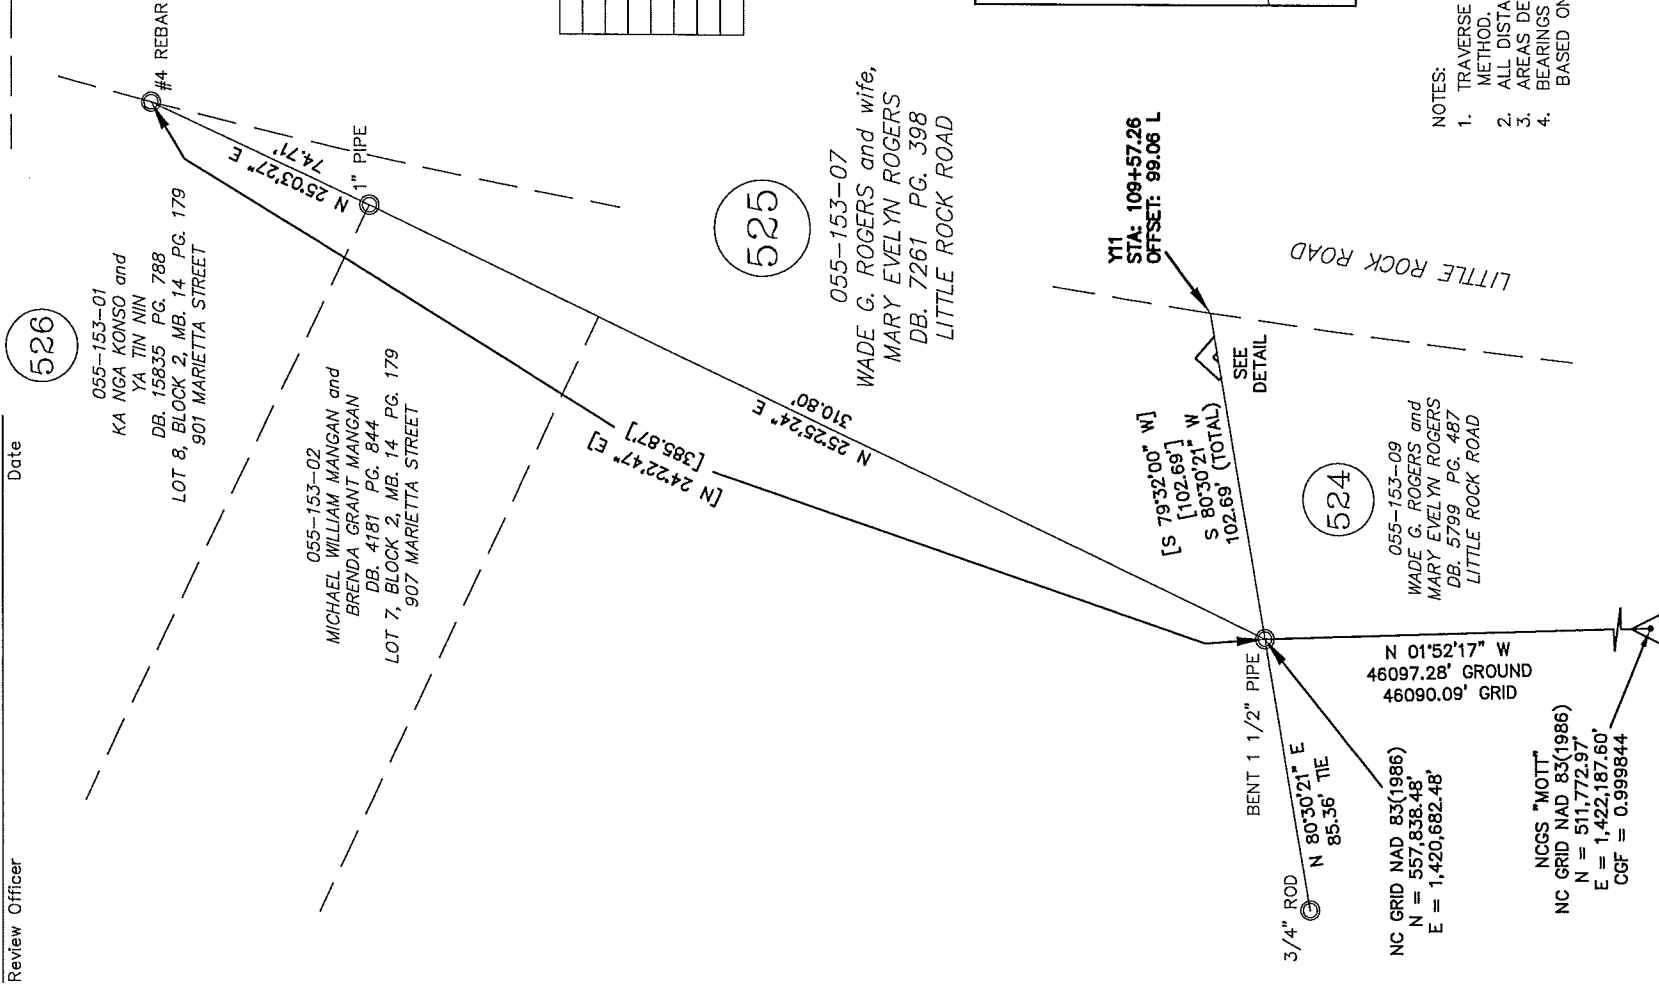 Review Officer
Date
526
055-153-01
KA NGA KONSO and
YA TIN NIN
DB. 15835 PG. 788
LOT 8, BLOCK 2, MB. 14 PG. 179
901 MARIETTA STREET
055-153-02
MICHAEL WILLIAM MANGAN and
BRENDA GRANT MANGAN
DB. 4181 PG. 844
LOT 7, BLOCK 2, MB. 14 PG. 179
907 MARIETTA STREET
#4 REBAR
N 25°03'27" E
74.71'
1" PIPE
525
055-153-07
WADE G. ROGERS and wife,
MARY EVELYN ROGERS
DB. 7261 PG. 398
LITTLE ROCK ROAD
[N 24°22'47" E]
[385.87']
N 25°25'24" E
310.80'
Y11
STA: 109+57.26
OFFSET: 99.06 L
LITTLE ROCK ROAD
SEE
DETAIL
[S 79°32'00" W]
[102.69']
S 80°30'21" W
102.69' (TOTAL)
524
055-153-09
WADE G. ROGERS and
MARY EVELYN ROGERS
DB. 5799 PG. 487
LITTLE ROCK ROAD
BENT 1 1/2" PIPE
N 80°30'21" E
85.36' TIE
3/4" ROD
N 01°52'17" W
46097.28' GROUND
46090.09' GRID
NC GRID NAD 83(1986)
N = 557,838.48'
E = 1,420,682.48'
NCGS "MOTT"
NC GRID NAD 83(1986)
N = 511,772.97'
E = 1,422,187.60'
CGF = 0.999844
NOTES:
1. TRAVERSE
METHOD.
2. ALL DISTA
3. AREAS DE
4. BEARINGS
BASED ON